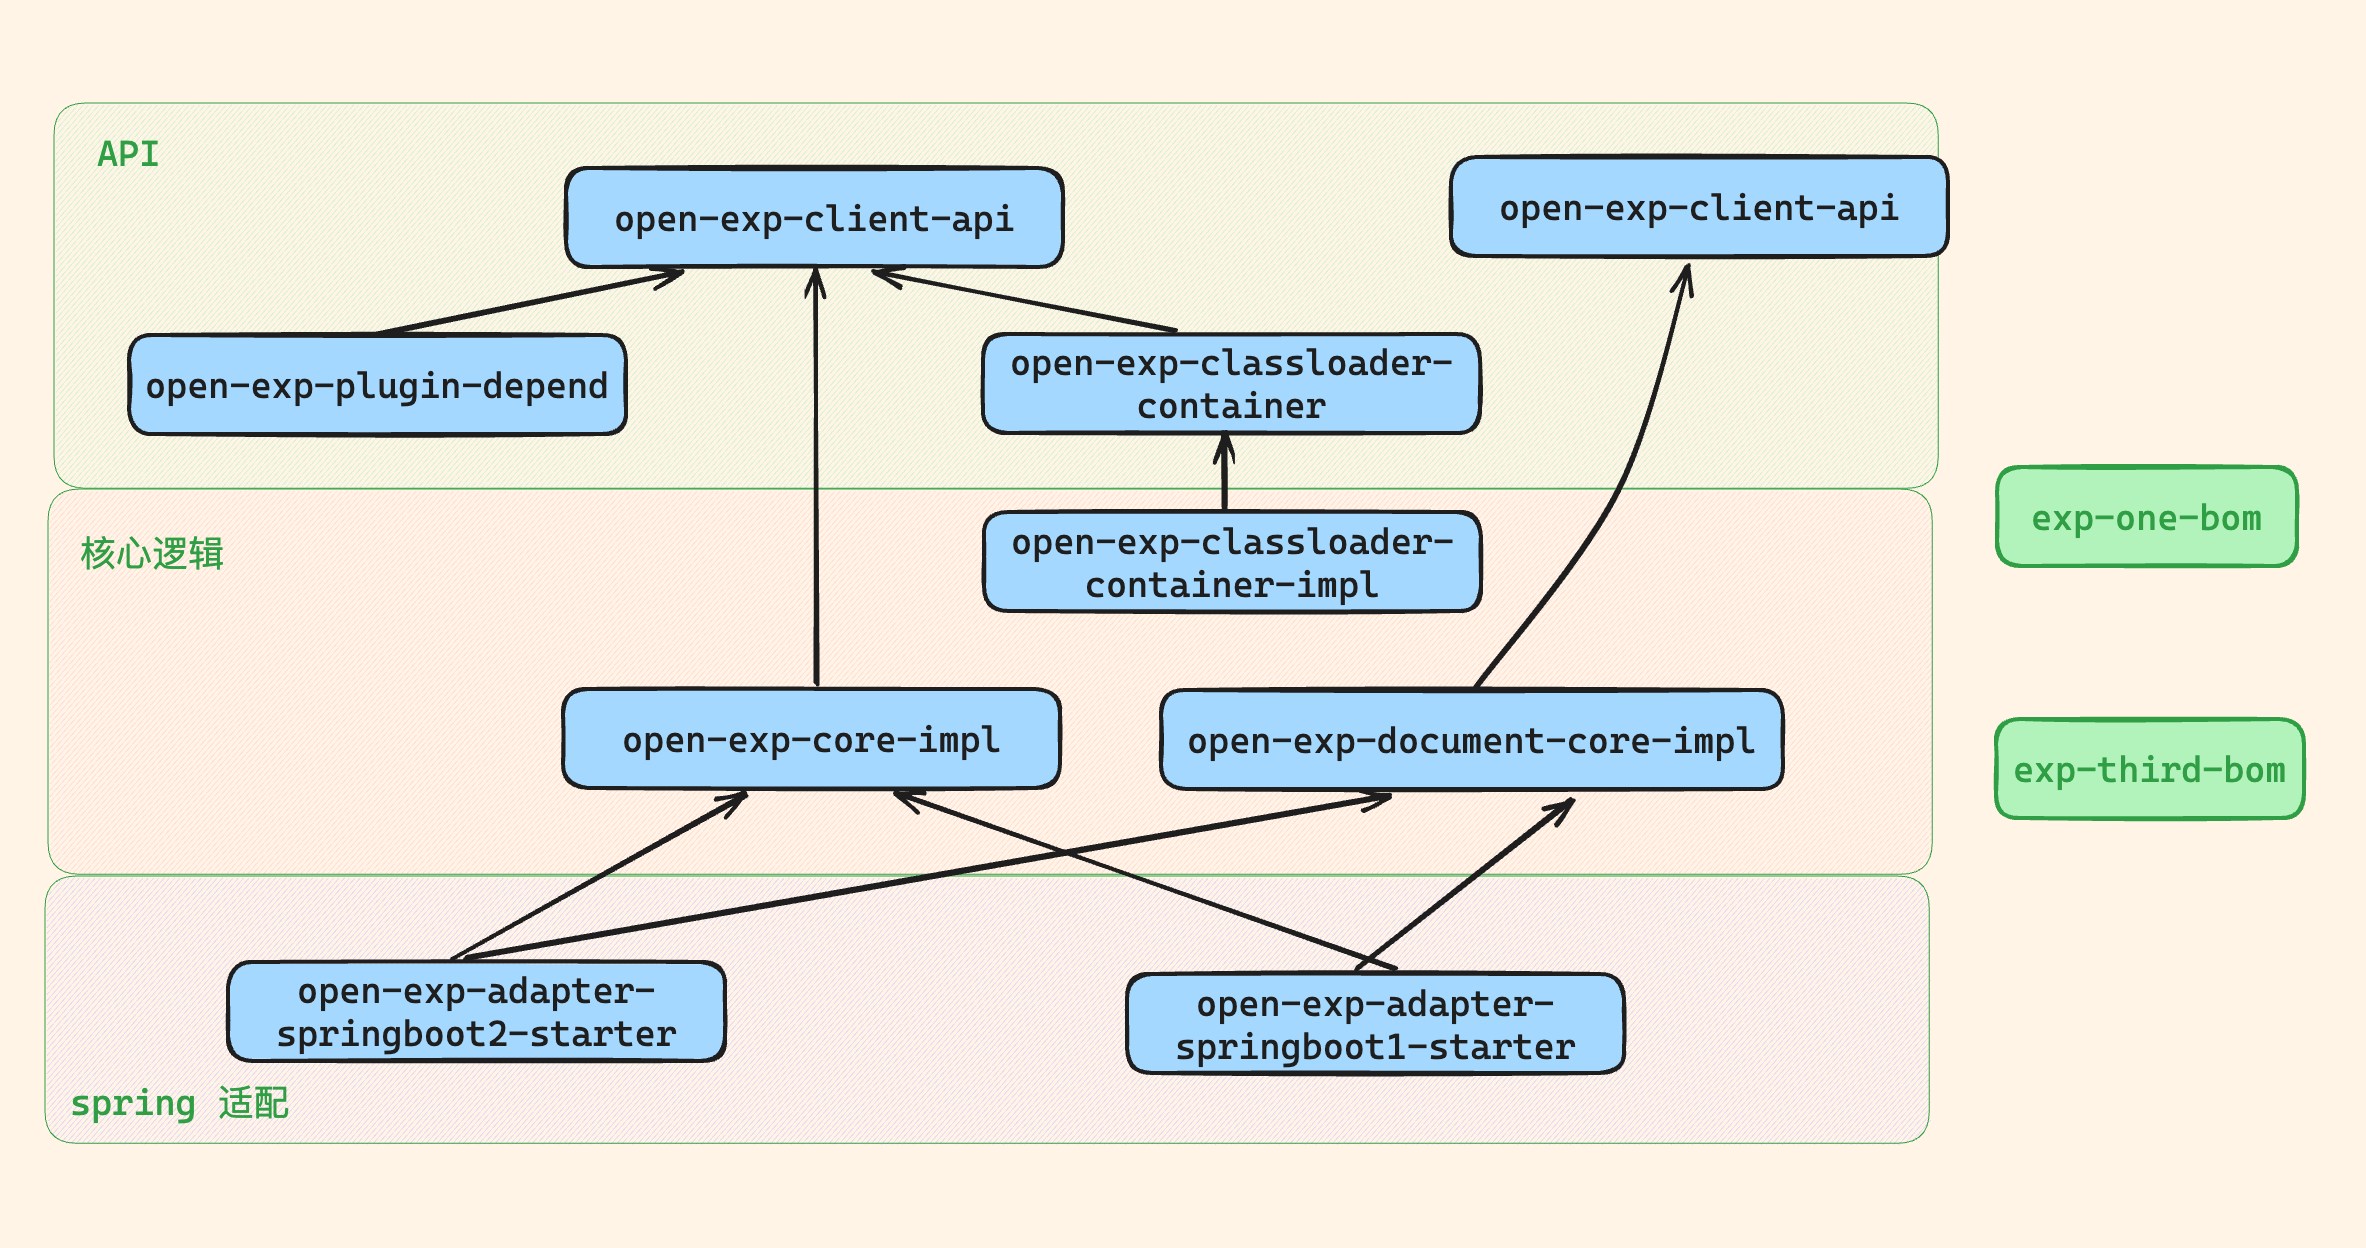 API
open-exp-client-api
open-exp-client-api
open-exp-plugin-depend
open-exp-classloader-
container
核心逻辑
open-exp-classloader-
container-impl
exp-one-bom
open-exp-core-impl
open-exp-document-core-impl
exp-third-bom
open-exp-adapter-
springboot2-starter
open-exp-adapter-
springboot1-starter
spring 适配